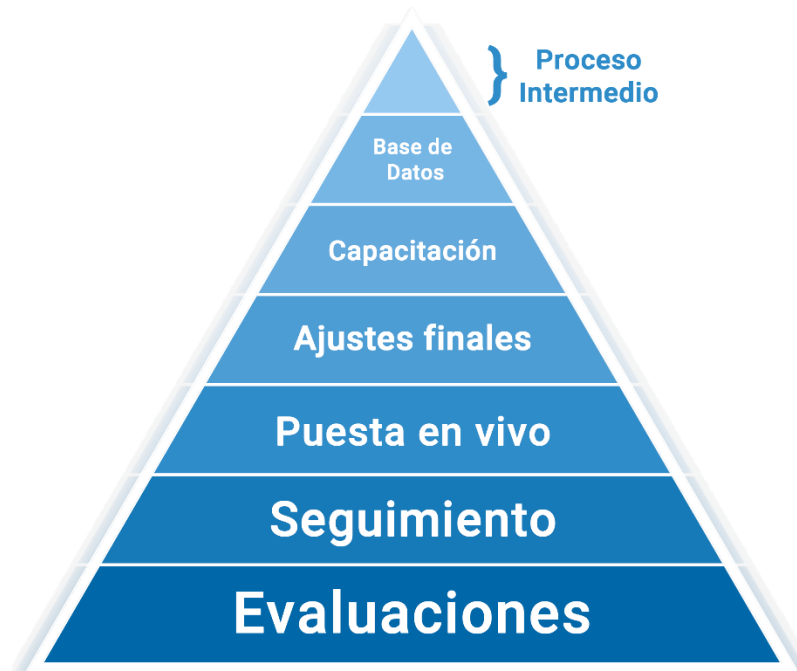 Proceso
Intermedio
Base de
Datos
Capacitación
Ajustes finales
Puesta en vivo
Seguimiento
Evaluaciones